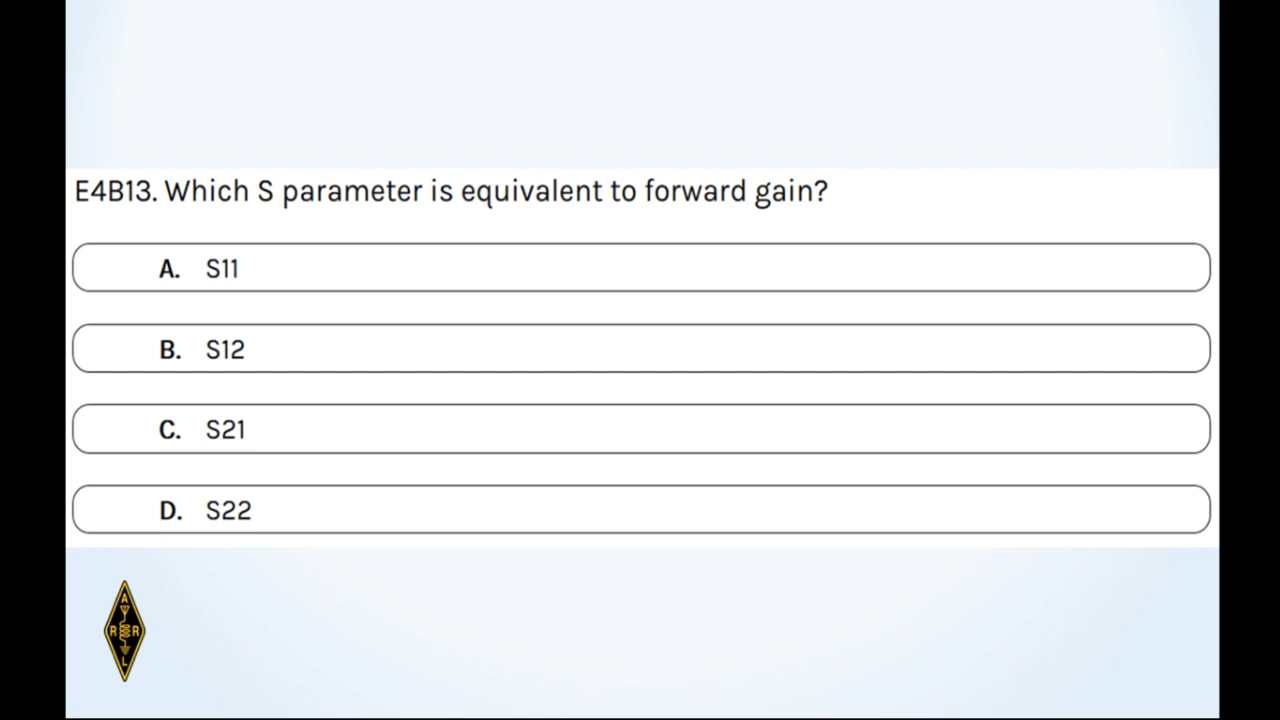 E4B13. Which S parameter is equivalent to forward gain?
A. S11
B. S12
C. S21
D. S22
A
R R
L